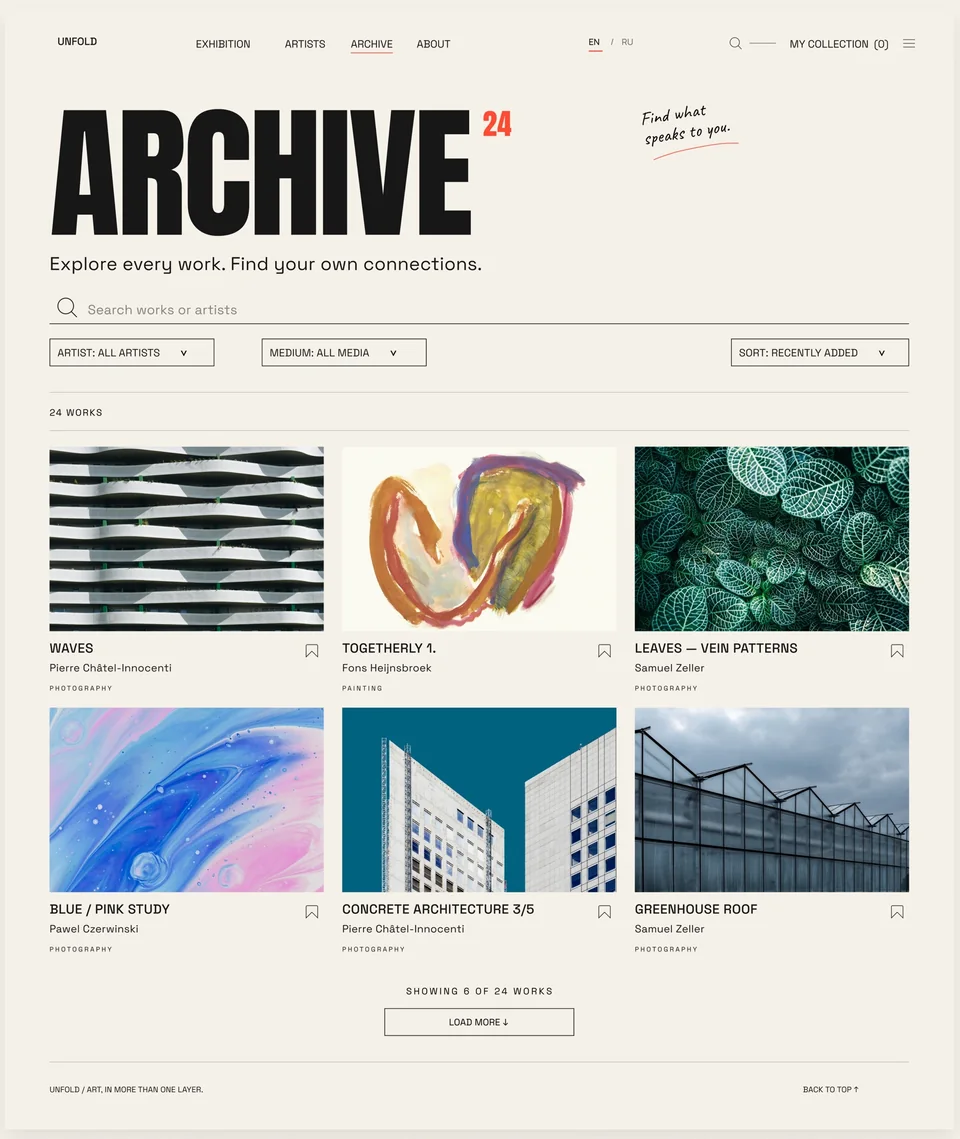 UNFOLD
EXHIBITION ARTISTS ARCHIVE ABOUT
EN / RU
MY COLLECTION (0)
ARCHIVE 24
Find what
speaks to you.
Explore every work. Find your own connections.
Search works or artists
ARTIST: ALL ARTISTS
MEDIUM: ALL MEDIA
SORT: RECENTLY ADDED
24 WORKS
WAVES
Pierre Châtel-Innocenti
PHOTOGRAPHY
TOGETHERLY 1.
Fons Heijnsbroek
PAINTING
LEAVES — VEIN PATTERNS
Samuel Zeller
PHOTOGRAPHY
BLUE / PINK STUDY
Pawel Czerwinski
PHOTOGRAPHY
CONCRETE ARCHITECTURE 3/5
Pierre Châtel-Innocenti
PHOTOGRAPHY
GREENHOUSE ROOF
Samuel Zeller
PHOTOGRAPHY
SHOWING 6 OF 24 WORKS
LOAD MORE ↓
UNFOLD / ART, IN MORE THAN ONE LAYER.
BACK TO TOP ↑